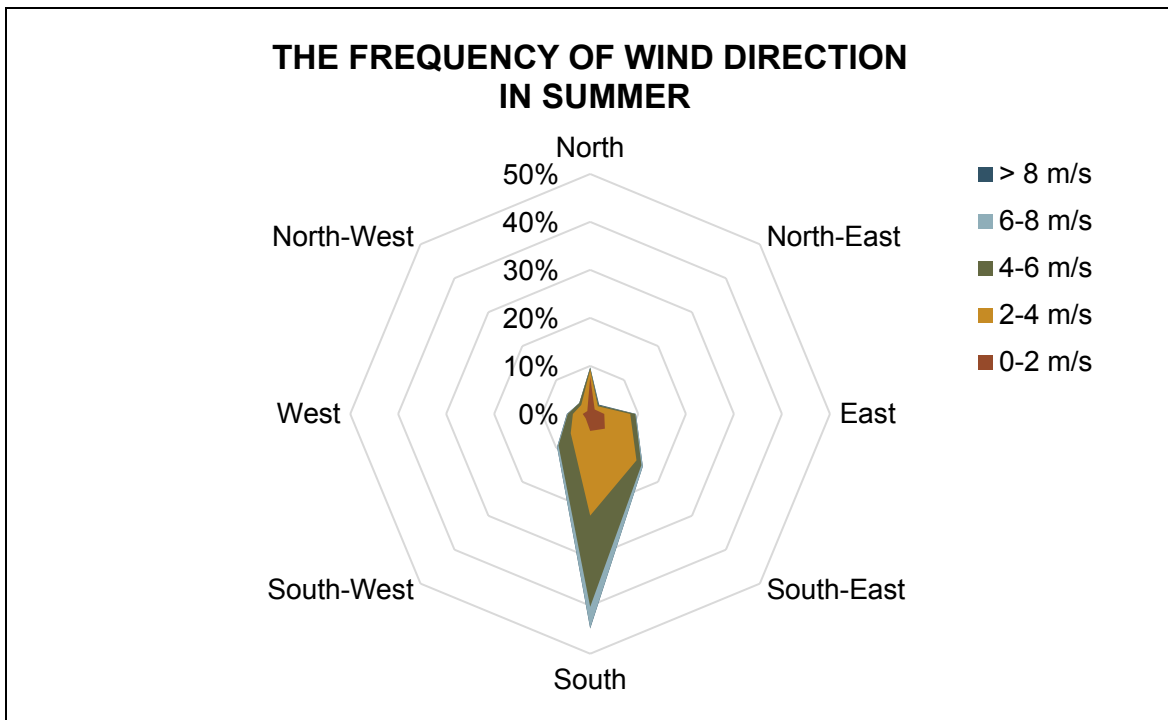 THE FREQUENCY OF WIND DIRECTION
IN SUMMER
North
50%
40%
30%
20%
10%
0%
North-East
East
South-East
South
South-West
West
North-West
> 8 m/s
6-8 m/s
4-6 m/s
2-4 m/s
0-2 m/s